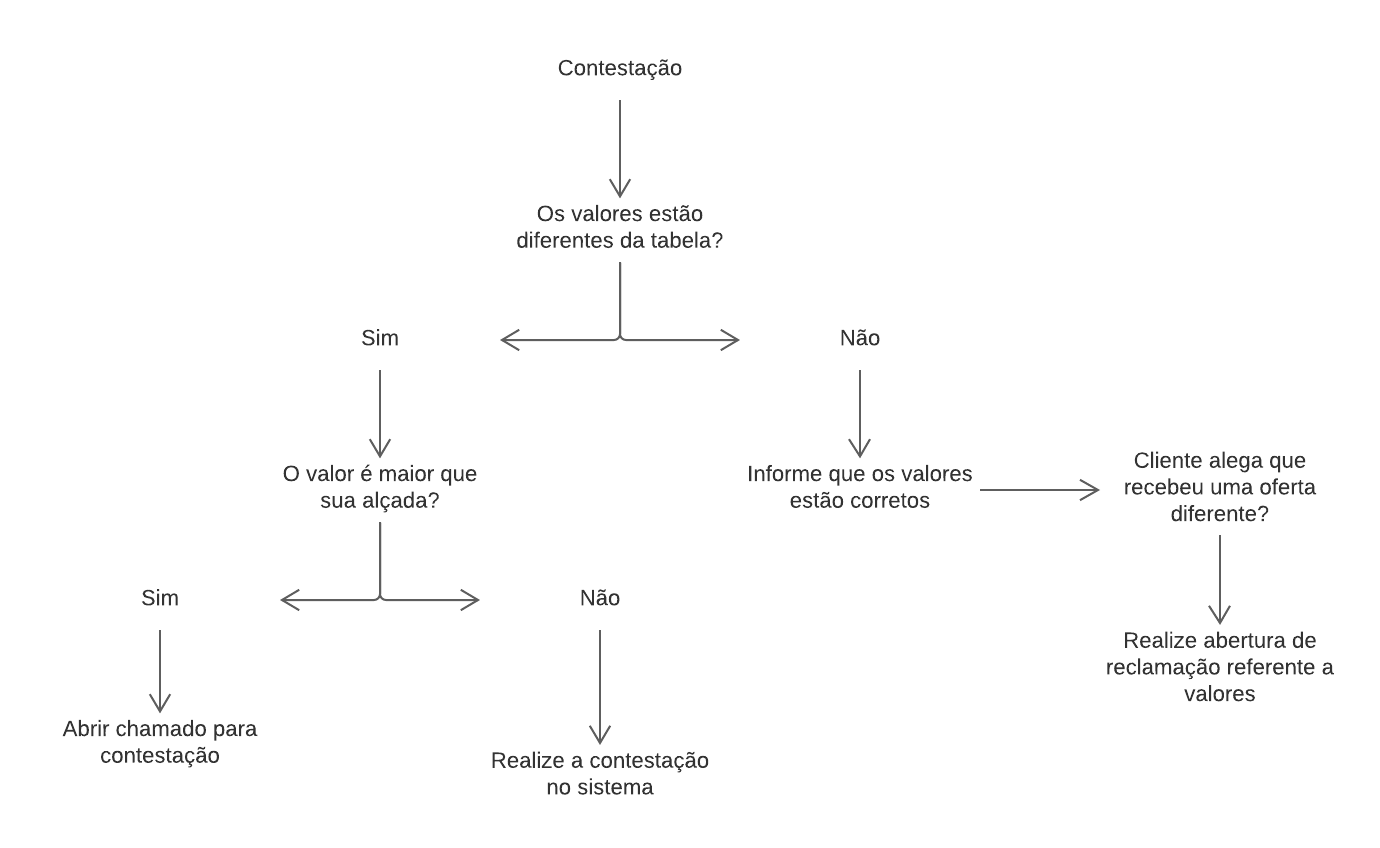 Contestação
Os valores estão
diferentes da tabela?
Sim
Não
O valor é maior que
sua alçada?
Informe que os valores
estão corretos
Cliente alega que
recebeu uma oferta
diferente?
Sim
Não
Realize abertura de
reclamação referente a
valores
Abrir chamado para
contestação
Realize a contestação
no sistema